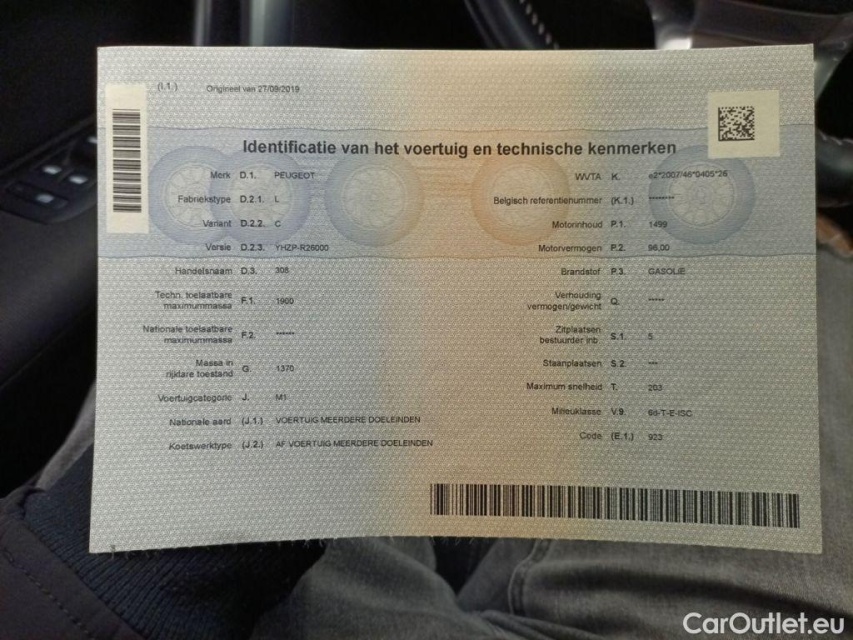 (I.1.) Origineel van 27/09/2019
Identificatie van het voertuig en technische kenmerken
Merk D.1. PEUGEOT
Fabriekstype D.2.1. L
Variant D.2.2. C
Versie D.2.3. YHZP-R26000
Handelsnaam D.3. 308
Techn. toelaatbare
maximummassa F.1. 1900
Nationale toelaatbare
maximummassa F.2. ******
Massa in
rijklare toestand G. 1370
Voertuigcategorie J. M1
Nationale aard (J.1.) VOERTUIG MEERDERE DOELEINDEN
Koetswerktype (J.2.) AF VOERTUIG MEERDERE DOELEINDEN
WVTA K. e2*2007/46*0405*26
Belgisch referentienummer (K.1.) ********
Motorinhoud P.1. 1499
Motorvermogen P.2. 96,00
Brandstof P.3. GASOLIE
Verhouding
vermogen/gewicht Q. *****
Zitplaatsen
bestuurder inb. S.1. 5
Staanplaatsen S.2. ***
Maximum snelheid T. 203
Milieuklasse V.9. 6d-T-E-ISC
Code (E.1.) 923
CarOutlet.eu